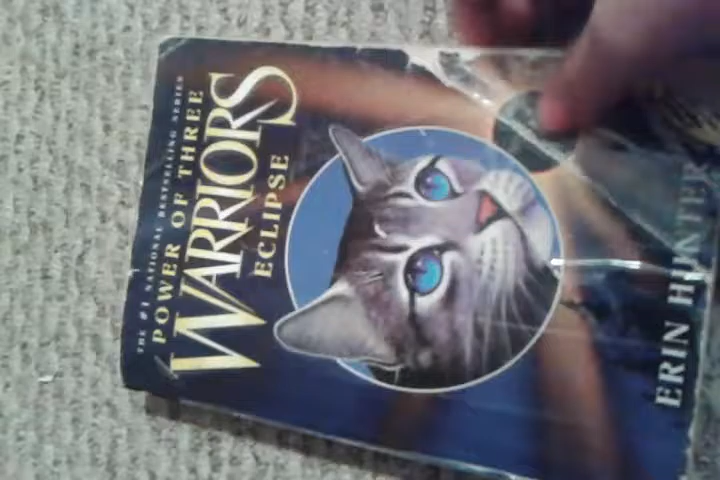 THE #1 NATIONAL BESTSELLING SERIES
POWER OF THREE
WARRIORS
ECLIPSE
ERIN HUNTER